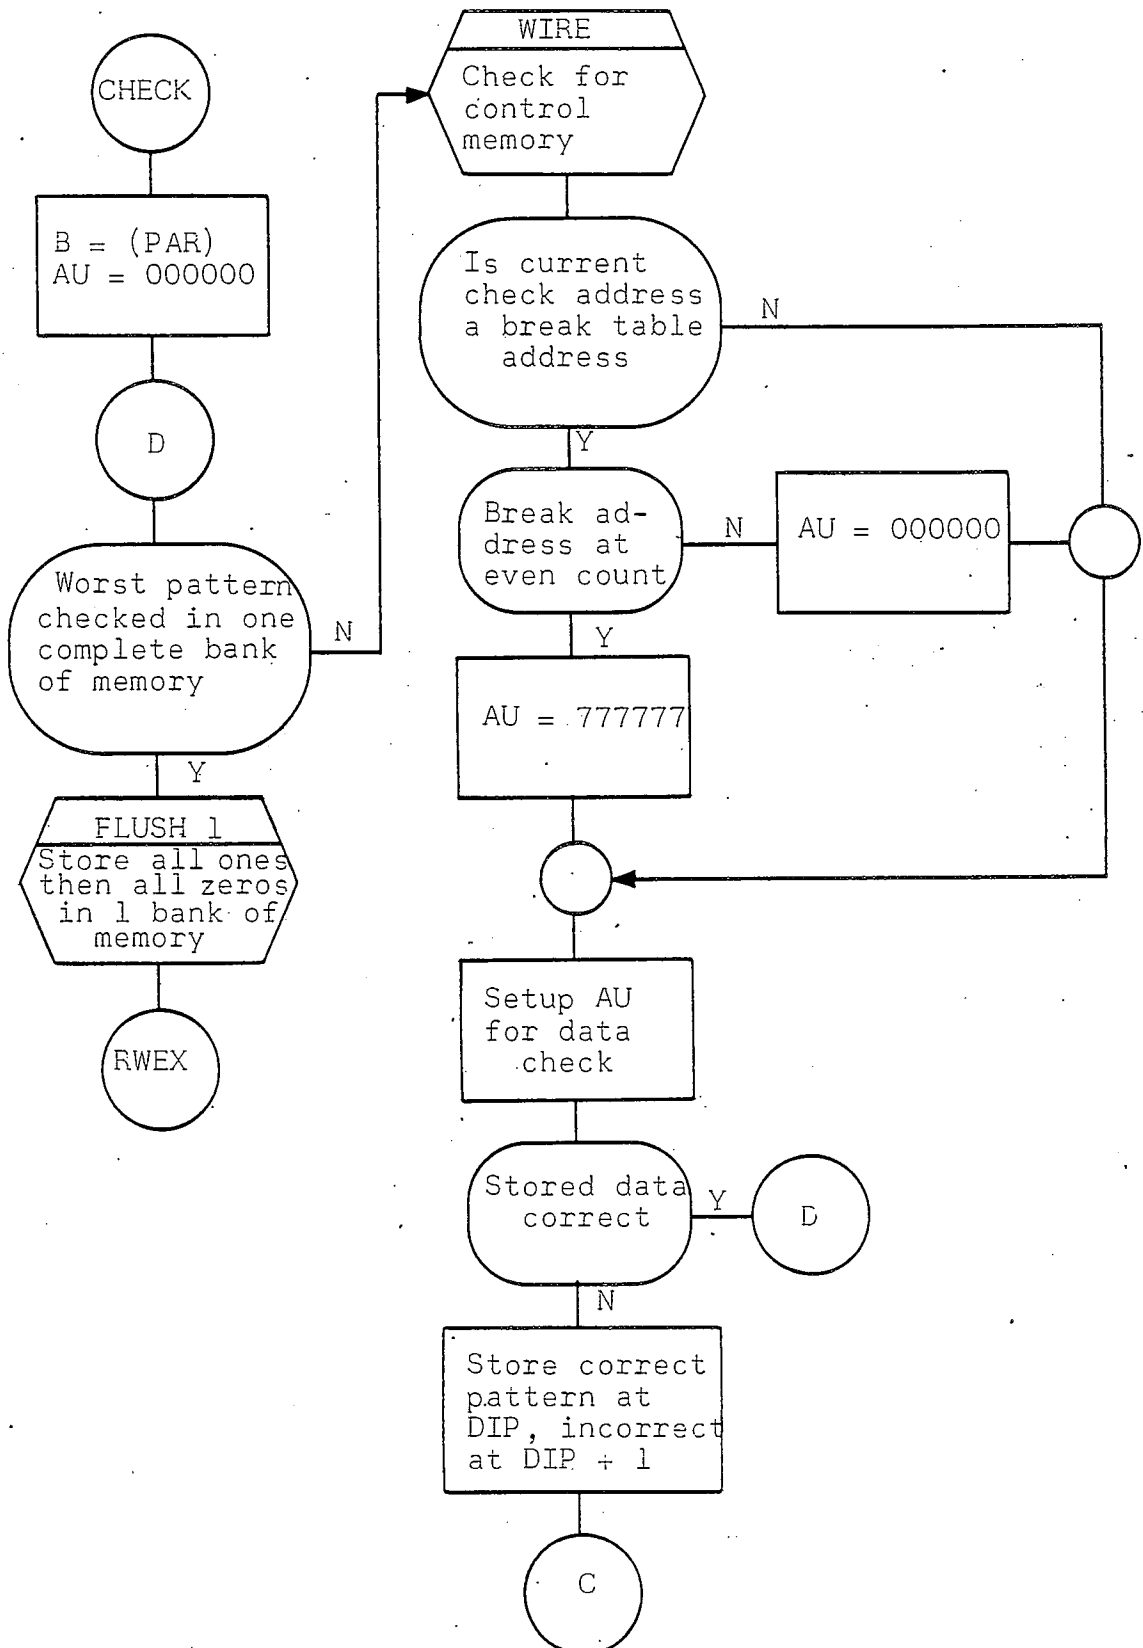 CHECK
B = (PAR)
AU = 000000
D
Worst pattern
checked in one
complete bank
of memory
N
Y
FLUSH 1
Store all ones
then all zeros
in 1 bank of
memory
RWEX
WIRE
Check for
control
memory
Is current
check address
a break table
address
N
Y
Break ad-
dress at
even count
N
AU = 000000
Y
AU = 777777
Setup AU
for data
check
Stored data
correct
Y
D
N
Store correct
pattern at
DIP, incorrect
at DIP + 1
C